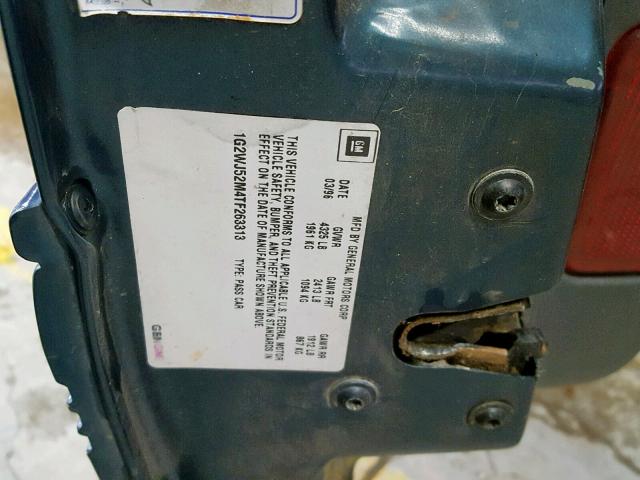 GM
MFD BY GENERAL MOTORS CORP
DATE GVWR GAWR FRT GAWR RR
03/96 4325 LB 2413 LB 1912 LB
1961 KG 1094 KG 867 KG
THIS VEHICLE CONFORMS TO ALL APPLICABLE U.S. FEDERAL MOTOR
VEHICLE SAFETY, BUMPER, AND THEFT PREVENTION STANDARDS IN
EFFECT ON THE DATE OF MANUFACTURE SHOWN ABOVE.
1G2WJ52M4TF263313 TYPE: PASS CAR